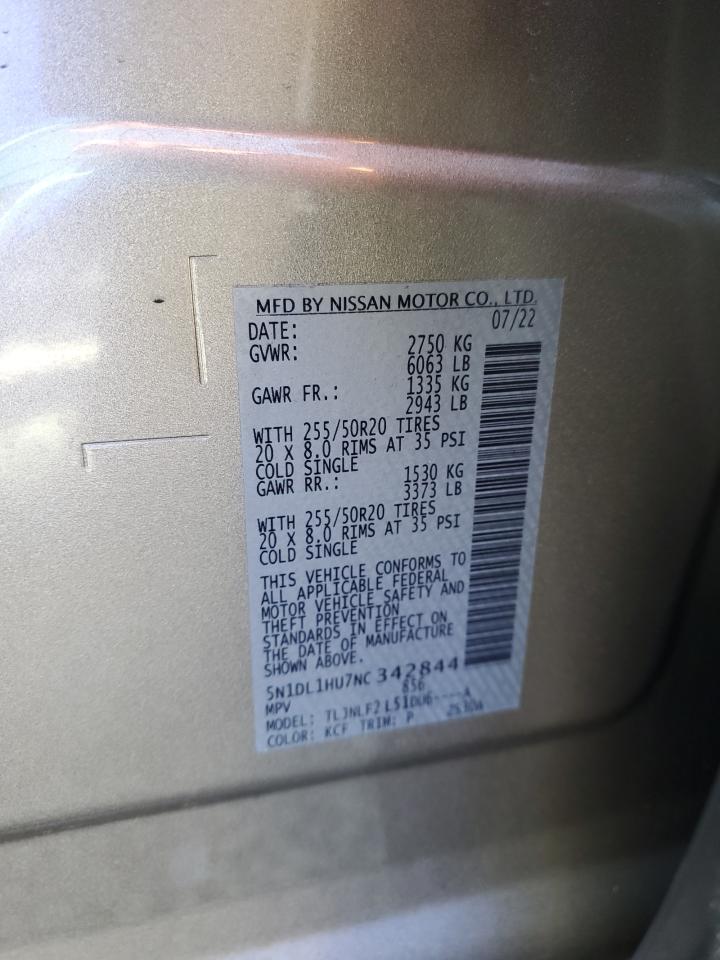 MFD BY NISSAN MOTOR CO., LTD.
DATE: 07/22
GVWR: 2750 KG
6063 LB
GAWR FR.: 1335 KG
2943 LB
WITH 255/50R20 TIRES
20 X 8.0 RIMS AT 35 PSI
COLD SINGLE
GAWR RR.: 1530 KG
3373 LB
WITH 255/50R20 TIRES
20 X 8.0 RIMS AT 35 PSI
COLD SINGLE
THIS VEHICLE CONFORMS TO
ALL APPLICABLE FEDERAL
MOTOR VEHICLE SAFETY AND
THEFT PREVENTION
STANDARDS IN EFFECT ON
THE DATE OF MANUFACTURE
SHOWN ABOVE.
5N1DL1HU7NC 342844
MPV 856
MODEL:
COLOR: KCF TRIM: P